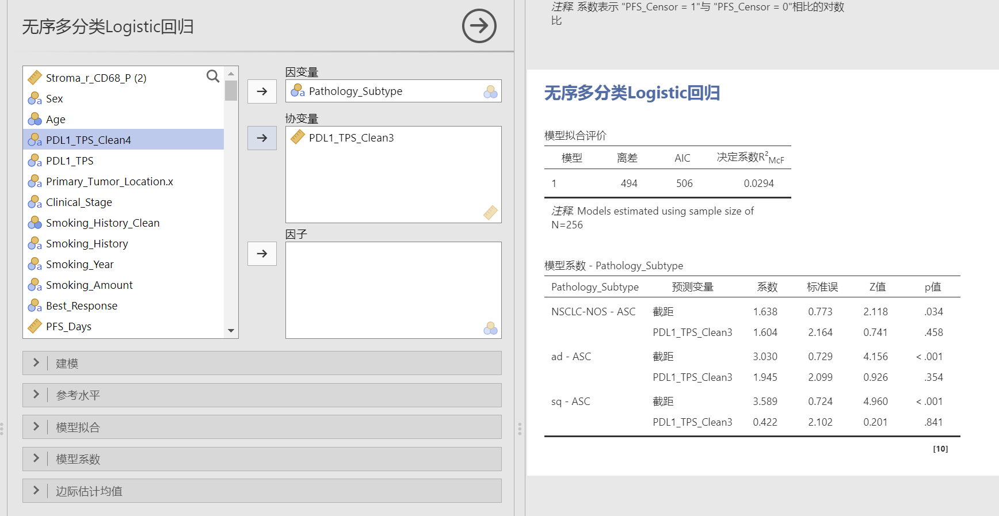 无序多分类Logistic回归
Stroma_r_CD68_P (2)
Sex
Age
PDL1_TPS_Clean4
PDL1_TPS
Primary_Tumor_Location.x
Clinical_Stage
Smoking_History_Clean
Smoking_History
Smoking_Year
Smoking_Amount
Best_Response
PFS_Days
因变量
Pathology_Subtype
协变量
PDL1_TPS_Clean3
因子
建模
参考水平
模型拟合
模型系数
边际估计均值
注释. 系数表示 "PFS_Censor = 1"与 "PFS_Censor = 0"相比的对数
比
无序多分类Logistic回归
模型拟合评价
模型 离差 AIC 决定系数R²McF
1 494 506 0.0294
注释. Models estimated using sample size of
N=256
模型系数 - Pathology_Subtype
Pathology_Subtype 预测变量 系数 标准误 Z值 p值
NSCLC-NOS - ASC 截距 1.638 0.773 2.118 .034
PDL1_TPS_Clean3 1.604 2.164 0.741 .458
ad - ASC 截距 3.030 0.729 4.156 < .001
PDL1_TPS_Clean3 1.945 2.099 0.926 .354
sq - ASC 截距 3.589 0.724 4.960 < .001
PDL1_TPS_Clean3 0.422 2.102 0.201 .841
[10]